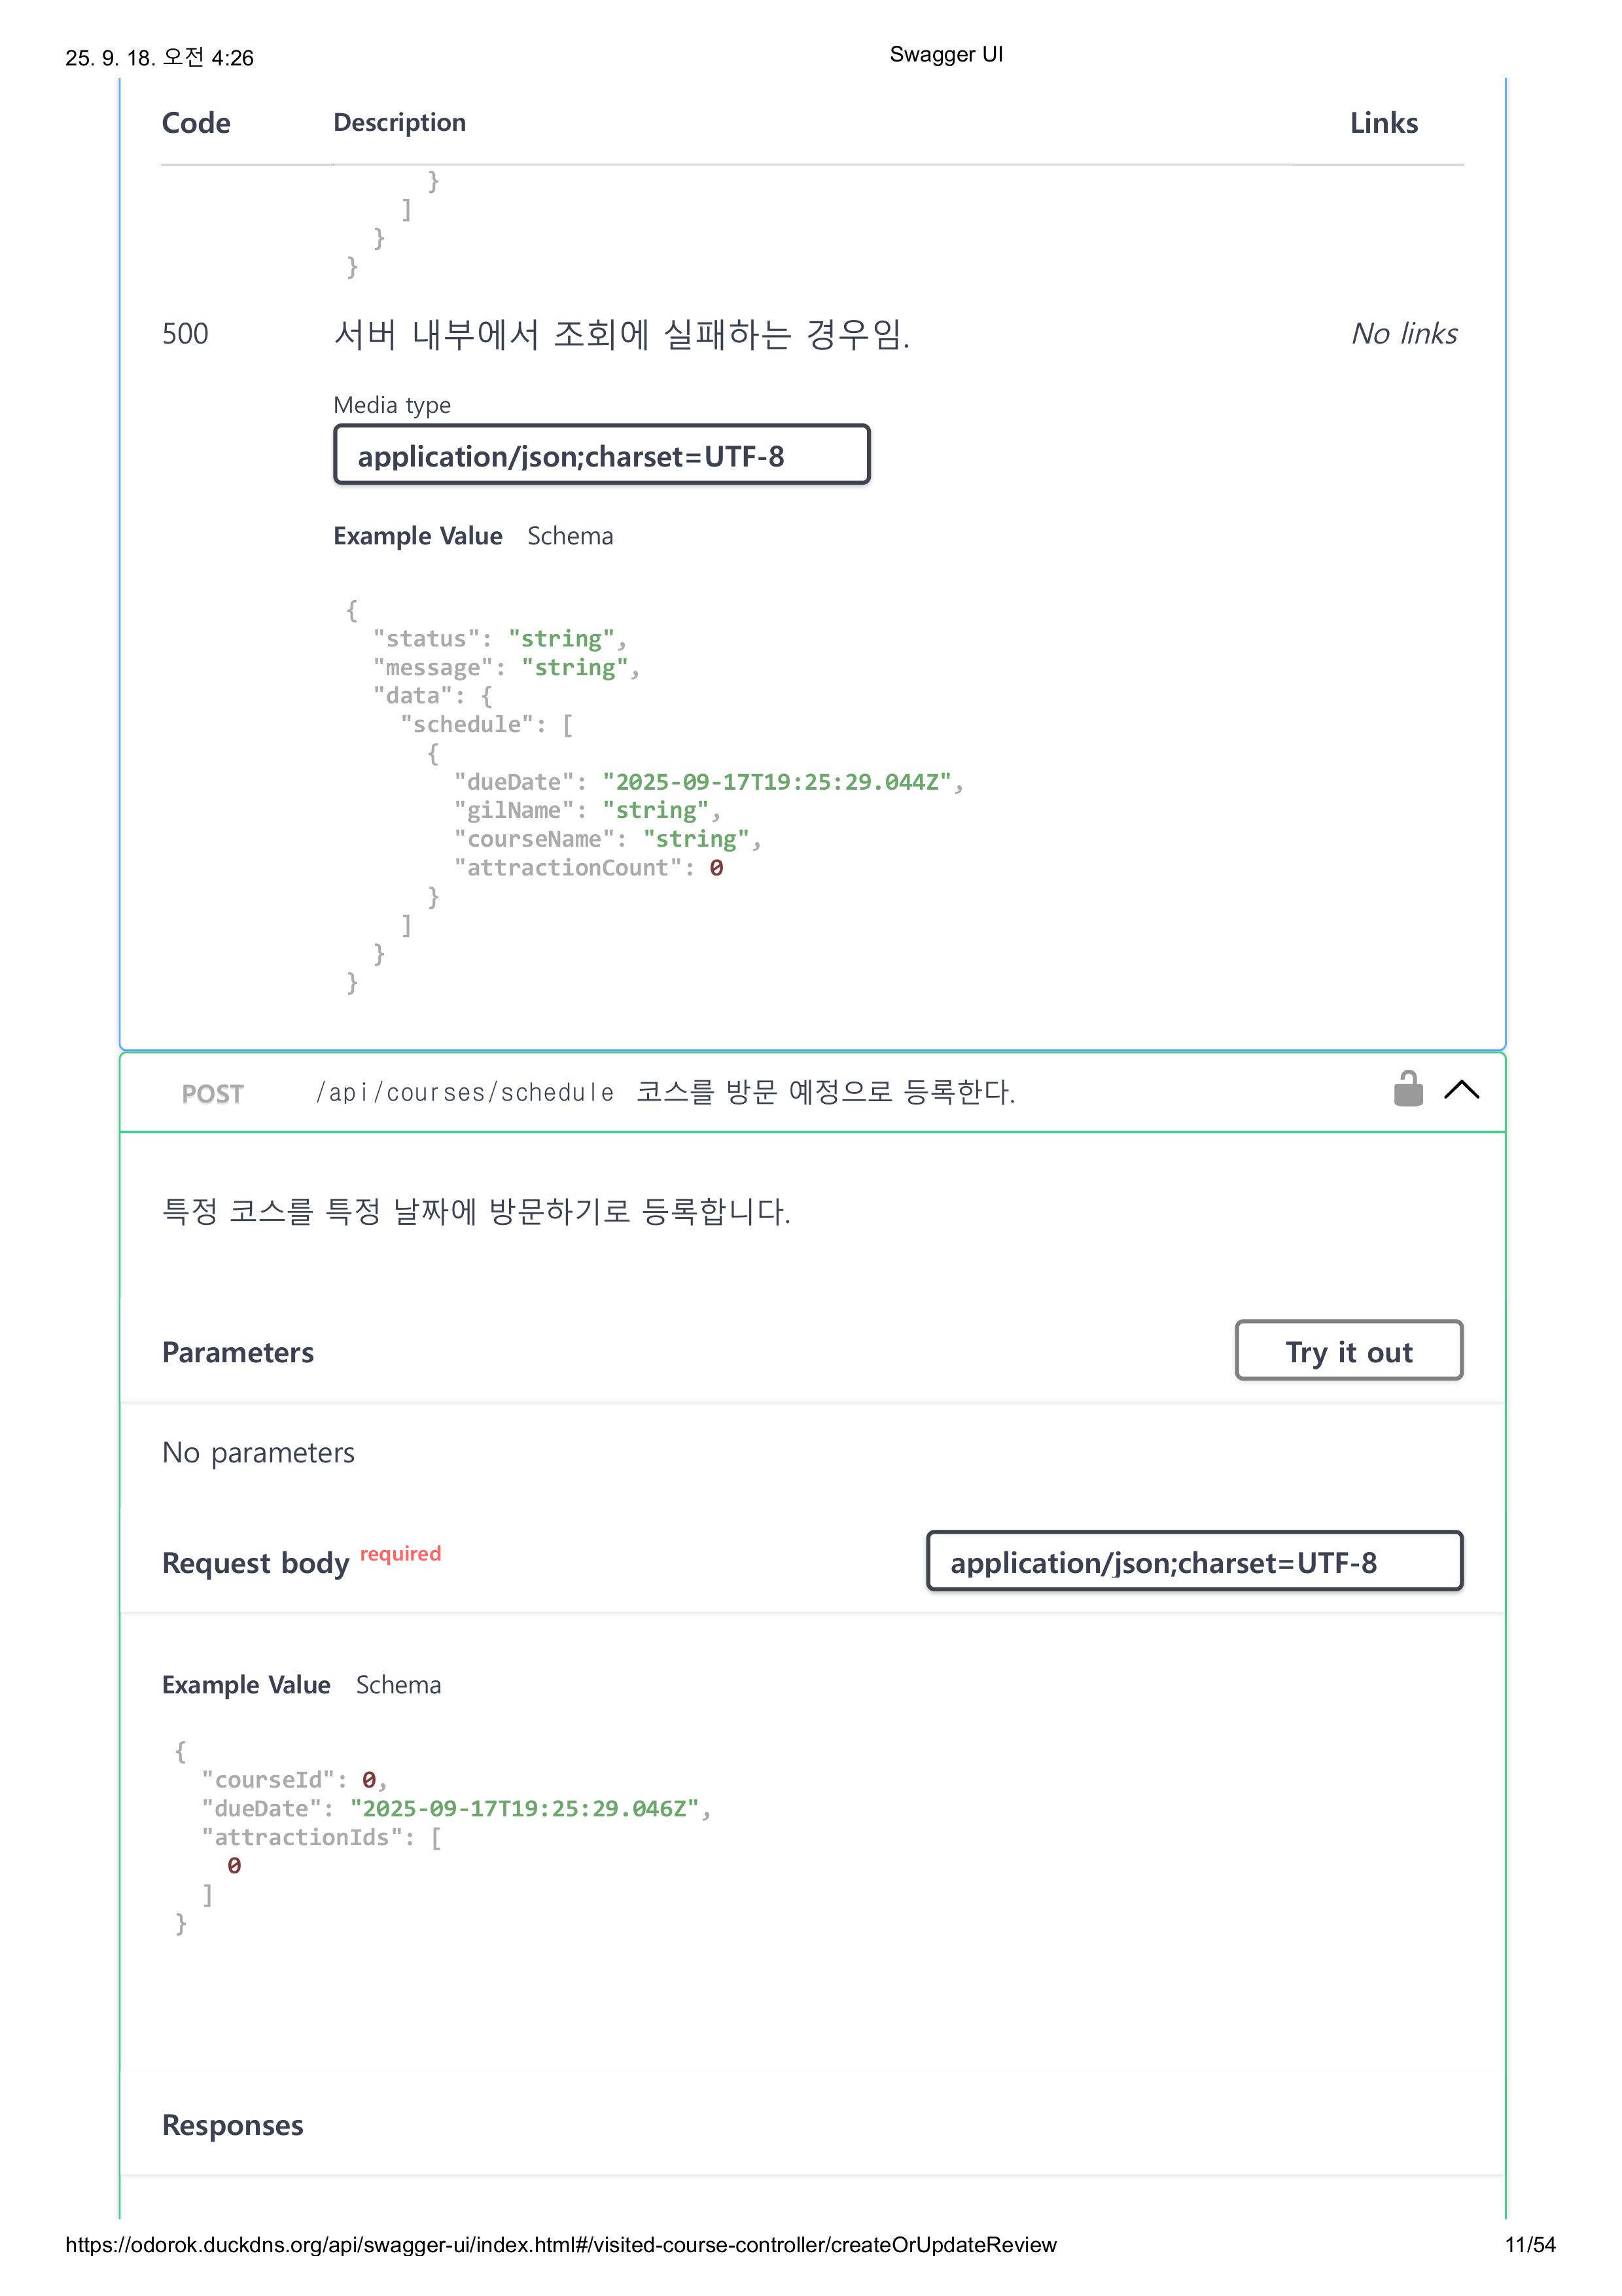 25. 9. 18. 오전 4:26 Swagger UI
Code Description Links
}
]
}
}
500 서버 내부에서 조회에 실패하는 경우임. No links
Media type
application/json;charset=UTF-8
Example Value Schema
{
"status": "string",
"message": "string",
"data": {
"schedule": [
{
"dueDate": "2025-09-17T19:25:29.044Z",
"gilName": "string",
"courseName": "string",
"attractionCount": 0
}
]
}
}
POST /api/courses/schedule 코스를 방문 예정으로 등록한다.
특정 코스를 특정 날짜에 방문하기로 등록합니다.
Parameters Try it out
No parameters
Request body required application/json;charset=UTF-8
Example Value Schema
{
"courseId": 0,
"dueDate": "2025-09-17T19:25:29.046Z",
"attractionIds": [
0
]
}
Responses
https://odorok.duckdns.org/api/swagger-ui/index.html#/visited-course-controller/createOrUpdateReview 11/54